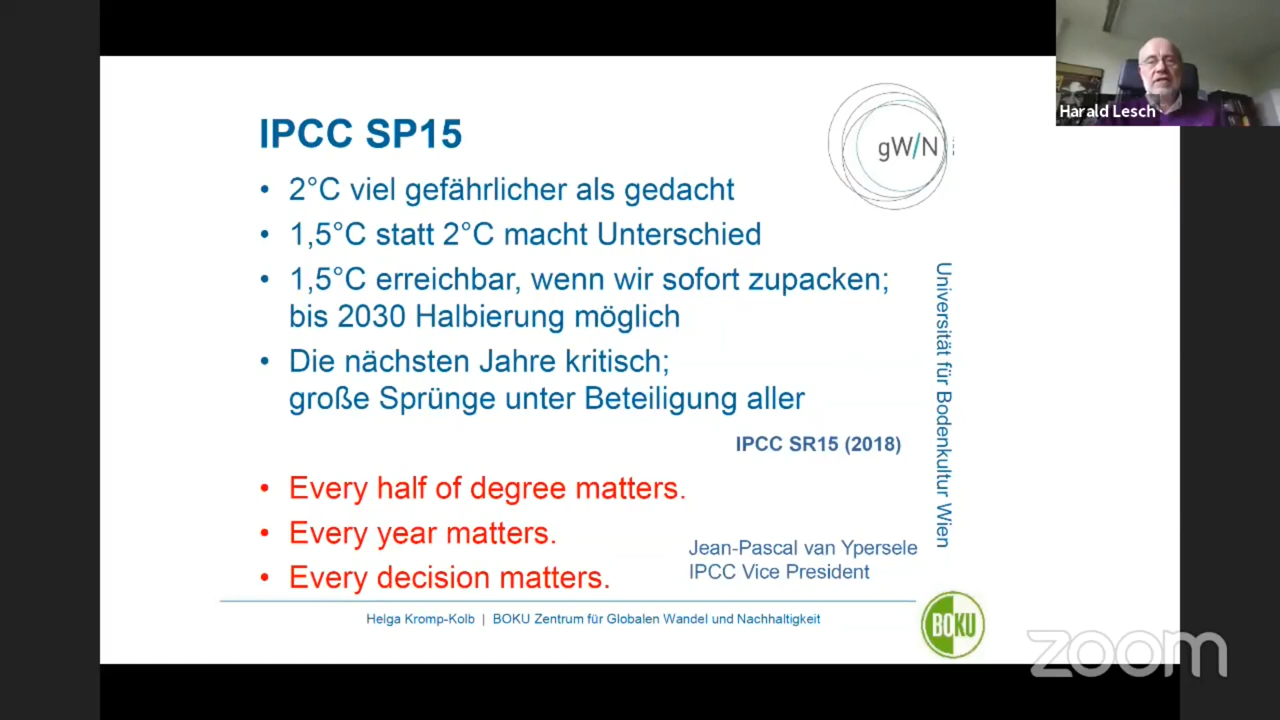 Harald Lesch
IPCC SP15
gW/N
• 2°C viel gefährlicher als gedacht
• 1,5°C statt 2°C macht Unterschied
• 1,5°C erreichbar, wenn wir sofort zupacken;
bis 2030 Halbierung möglich
• Die nächsten Jahre kritisch;
große Sprünge unter Beteiligung aller
IPCC SR15 (2018)
• Every half of degree matters.
• Every year matters.
• Every decision matters.
Jean-Pascal van Ypersele
IPCC Vice President
Universität für Bodenkultur Wien
Helga Kromp-Kolb | BOKU Zentrum für Globalen Wandel und Nachhaltigkeit
BOKU
zoom